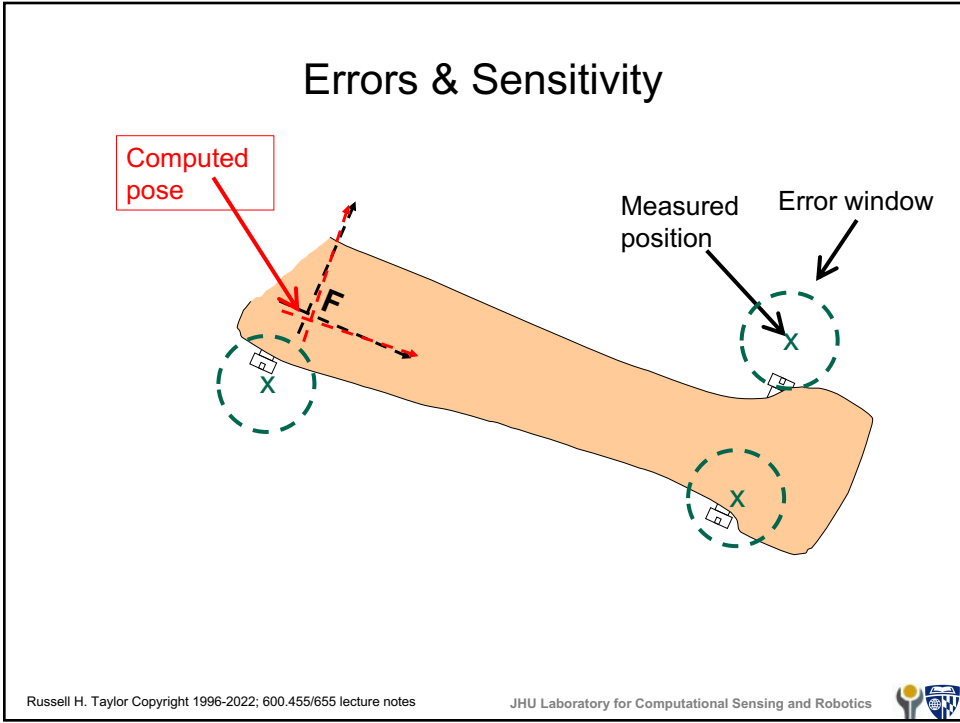 Errors & Sensitivity
Computed
pose
Measured
position
Error window
F
x
x
x
Russell H. Taylor Copyright 1996-2022; 600.455/655 lecture notes
JHU Laboratory for Computational Sensing and Robotics